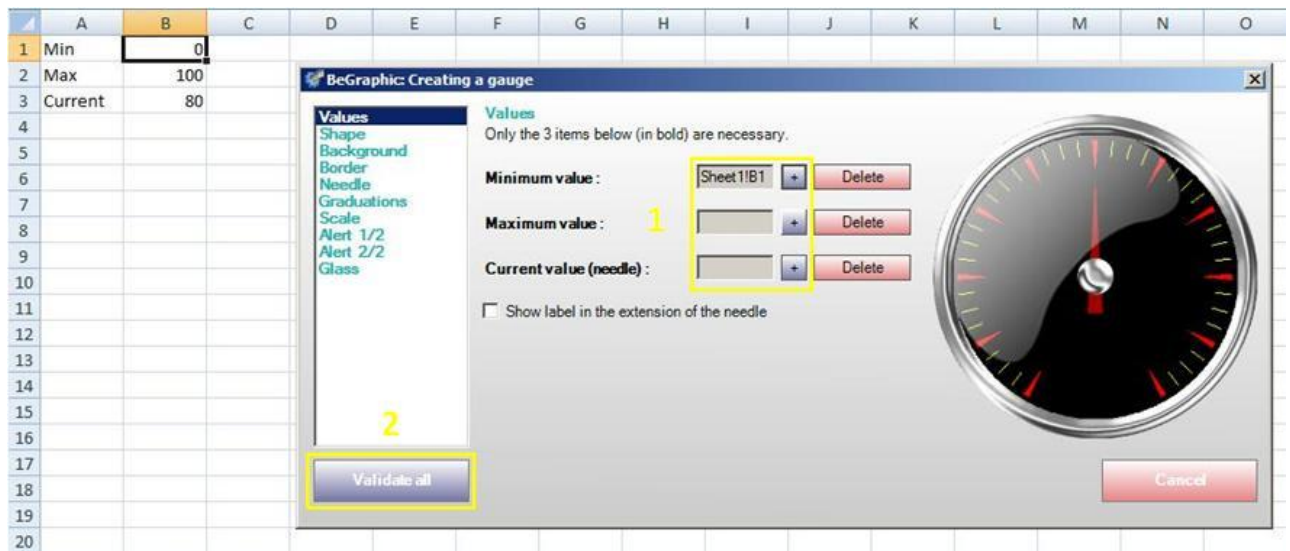 A B C D E F G H I J K L M N O
1 Min 0
2 Max 100
3 Current 80
4
5
6
7
8
9
10
11
12
13
14
15
16
17
18
19
20
BeGraphic: Creating a gauge
Values
Shape
Background
Border
Needle
Graduations
Scale
Alert 1/2
Alert 2/2
Glass
Values
Only the 3 items below (in bold) are necessary.
Minimum value : Sheet1!B1 + Delete
Maximum value : 1 + Delete
Current value (needle) : + Delete
Show label in the extension of the needle
2
Validate all
Cancel